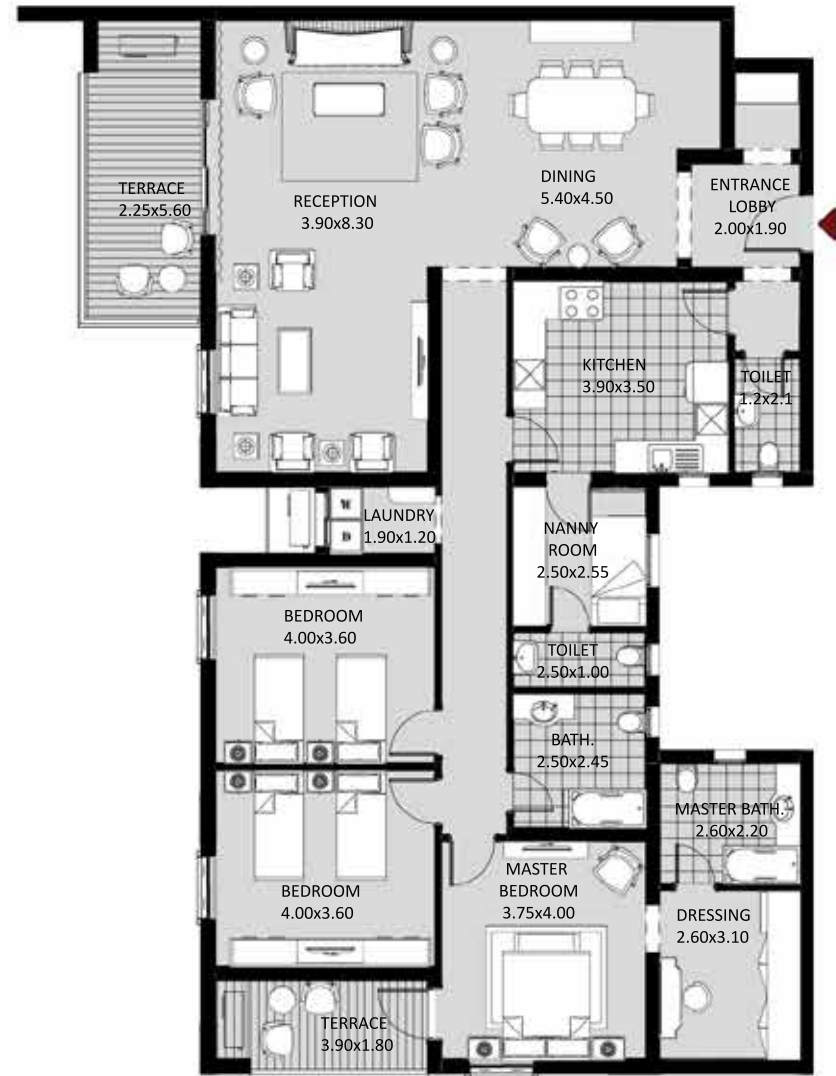 TERRACE
2.25x5.60
RECEPTION
3.90x8.30
DINING
5.40x4.50
ENTRANCE
LOBBY
2.00x1.90
KITCHEN
3.90x3.50
TOILET
1.2x2.1
LAUNDRY
1.90x1.20
W
D
NANNY
ROOM
2.50x2.55
BEDROOM
4.00x3.60
TOILET
2.50x1.00
BATH.
2.50x2.45
MASTER BATH.
2.60x2.20
BEDROOM
4.00x3.60
MASTER
BEDROOM
3.75x4.00
DRESSING
2.60x3.10
TERRACE
3.90x1.80